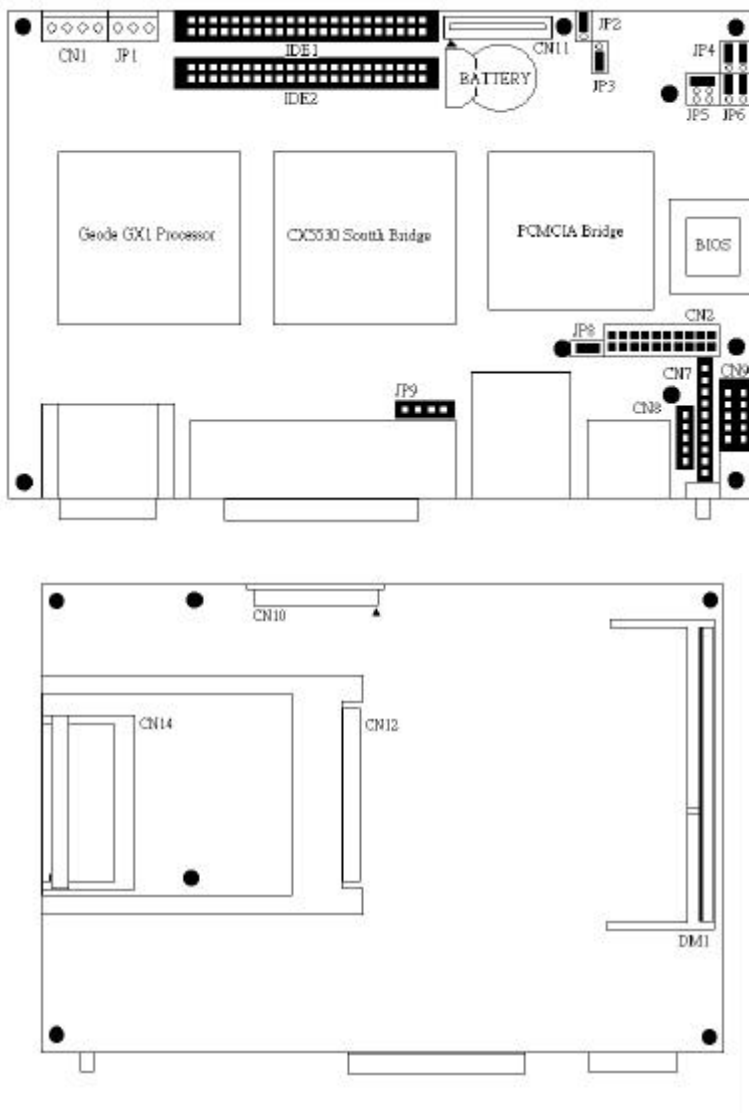 CN1 JP1
IDE1
IDE2
CN11
BATTERY
JP2
JP3
JP4
JP5 JP6
Geode GX1 Processor
CX5530 Soutth Bridge
PCMCIA Bridge
BIOS
CN2
JP8
CN7
CN9
CN8
JP9
CN10
CN14
CN12
DM1